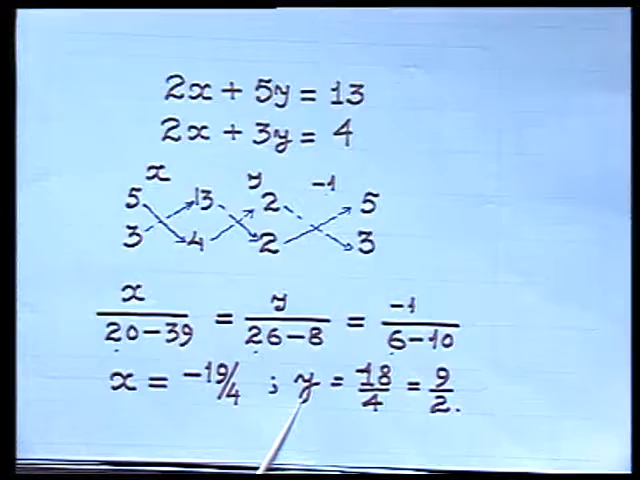 2x + 5y = 13
2x + 3y = 4
x y -1
5 13 2 5
3 4 2 3
x/(20-39) = y/(26-8) = -1/(6-10)
x = -19/4 ; y = 18/4 = 9/2.